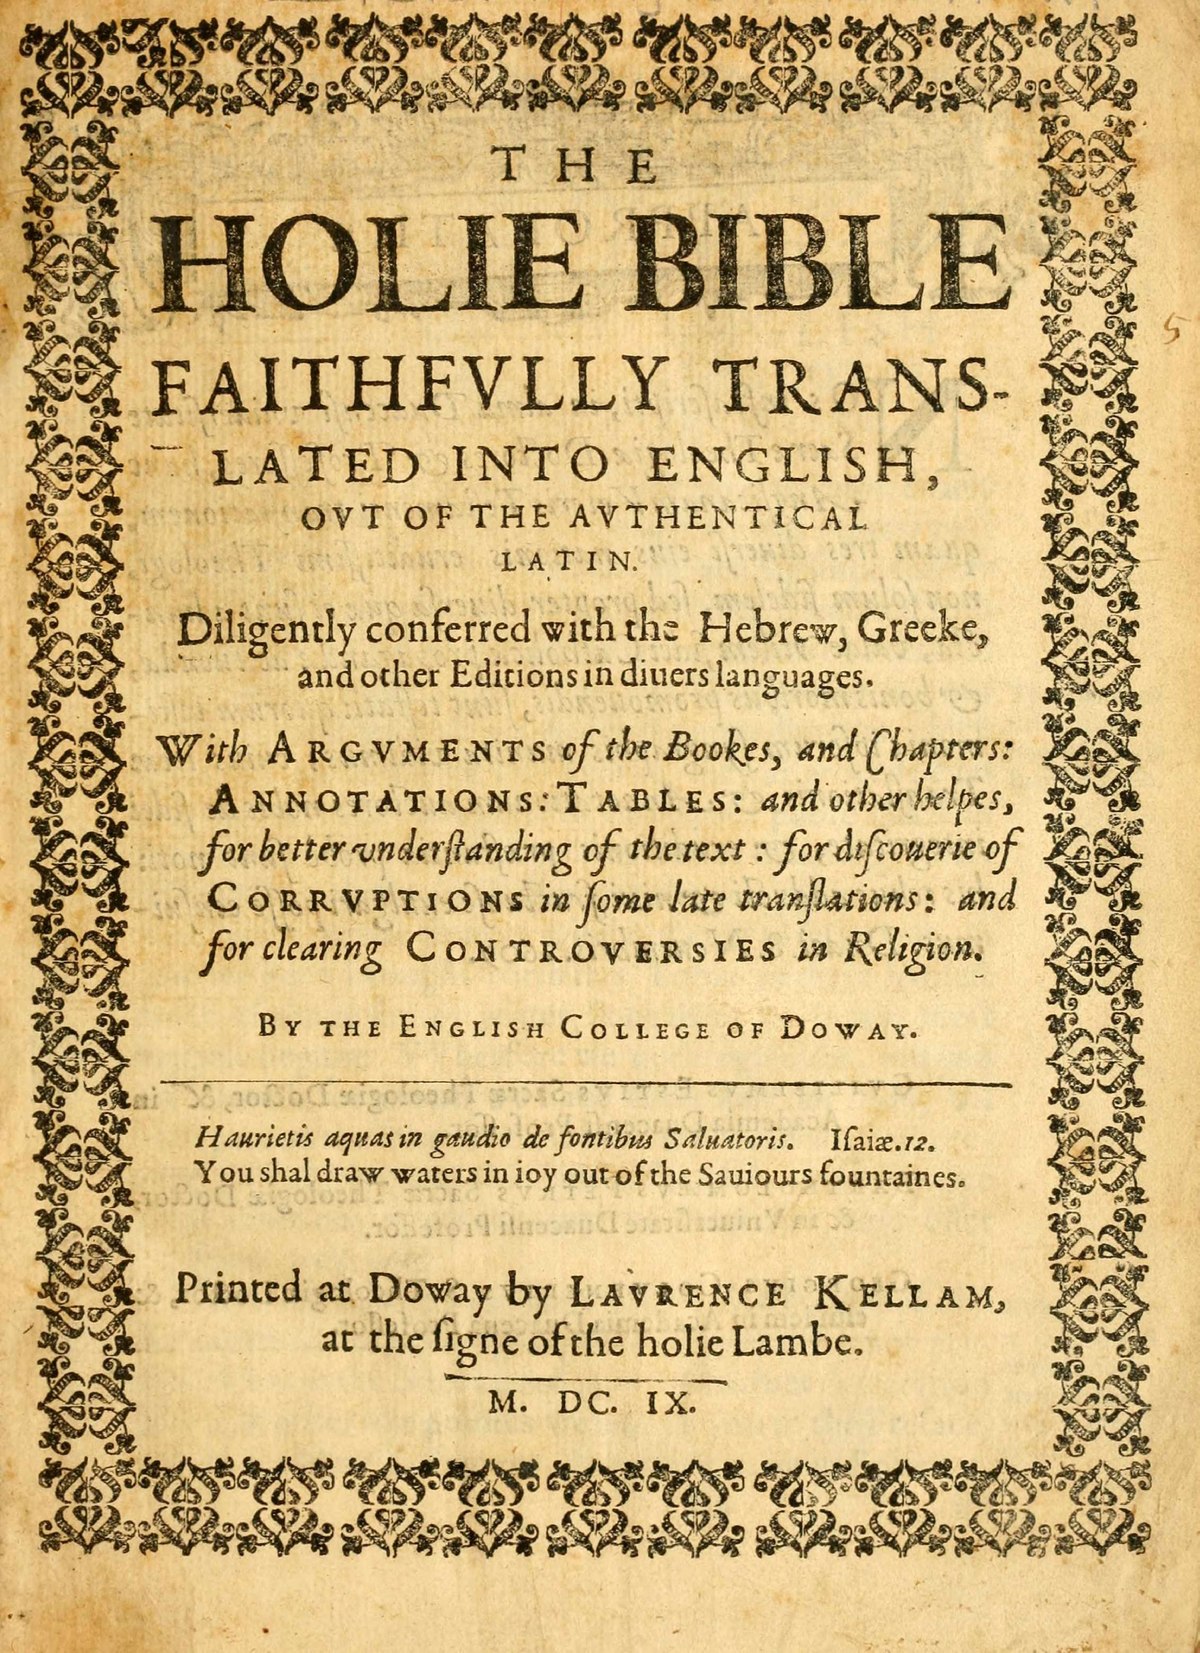 THE
HOLIE BIBLE
FAITHFVLLY TRANS-
LATED INTO ENGLISH,
OVT OF THE AVTHENTICAL
LATIN.
Diligently conferred with the Hebrew, Greeke,
and other Editions in diuers languages.
With ARGVMENTS of the Bookes, and Chapters:
ANNOTATIONS: TABLES: and other helpes,
for better vnderſtanding of the text: for diſcouerie of
CORRVPTIONS in ſome late tranſlations: and
for clearing CONTROVERSIES in Religion.
BY THE ENGLISH COLLEGE OF DOWAY.
Haurietis aquas in gaudio de fontibus Saluatoris. Iſaiæ.12.
You shal draw waters in ioy out of the Sauiours fountaines.
Printed at Doway by LAVRENCE KELLAM,
at the ſigne of the holie Lambe.
M. DC. IX.
5